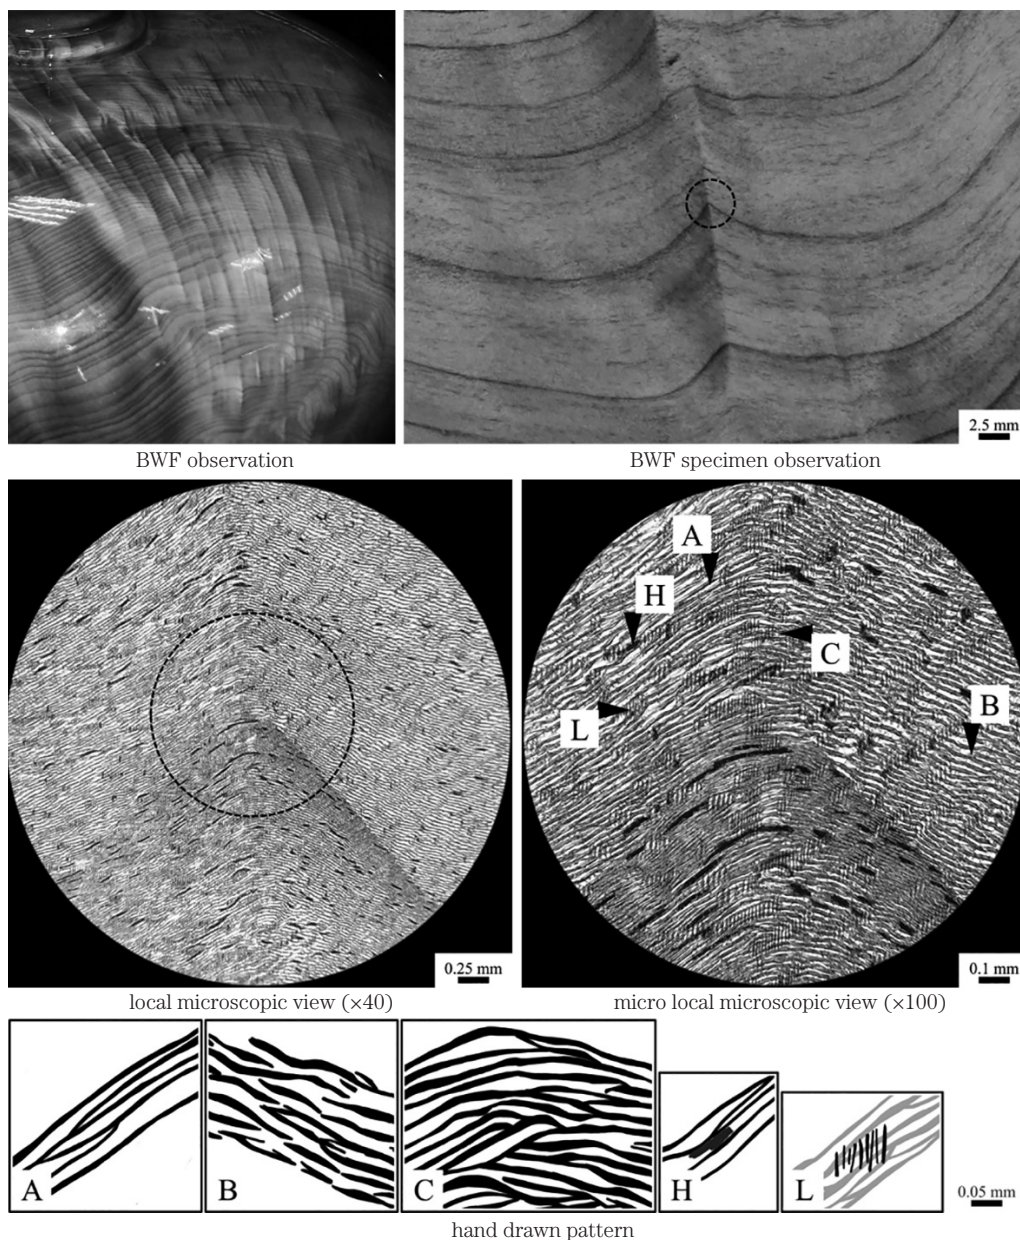 BWF observation
BWF specimen observation
2.5 mm
A
H
C
L
B
0.25 mm
0.1 mm
local microscopic view (×40)
micro local microscopic view (×100)
A
B
C
H
L
0.05 mm
hand drawn pattern